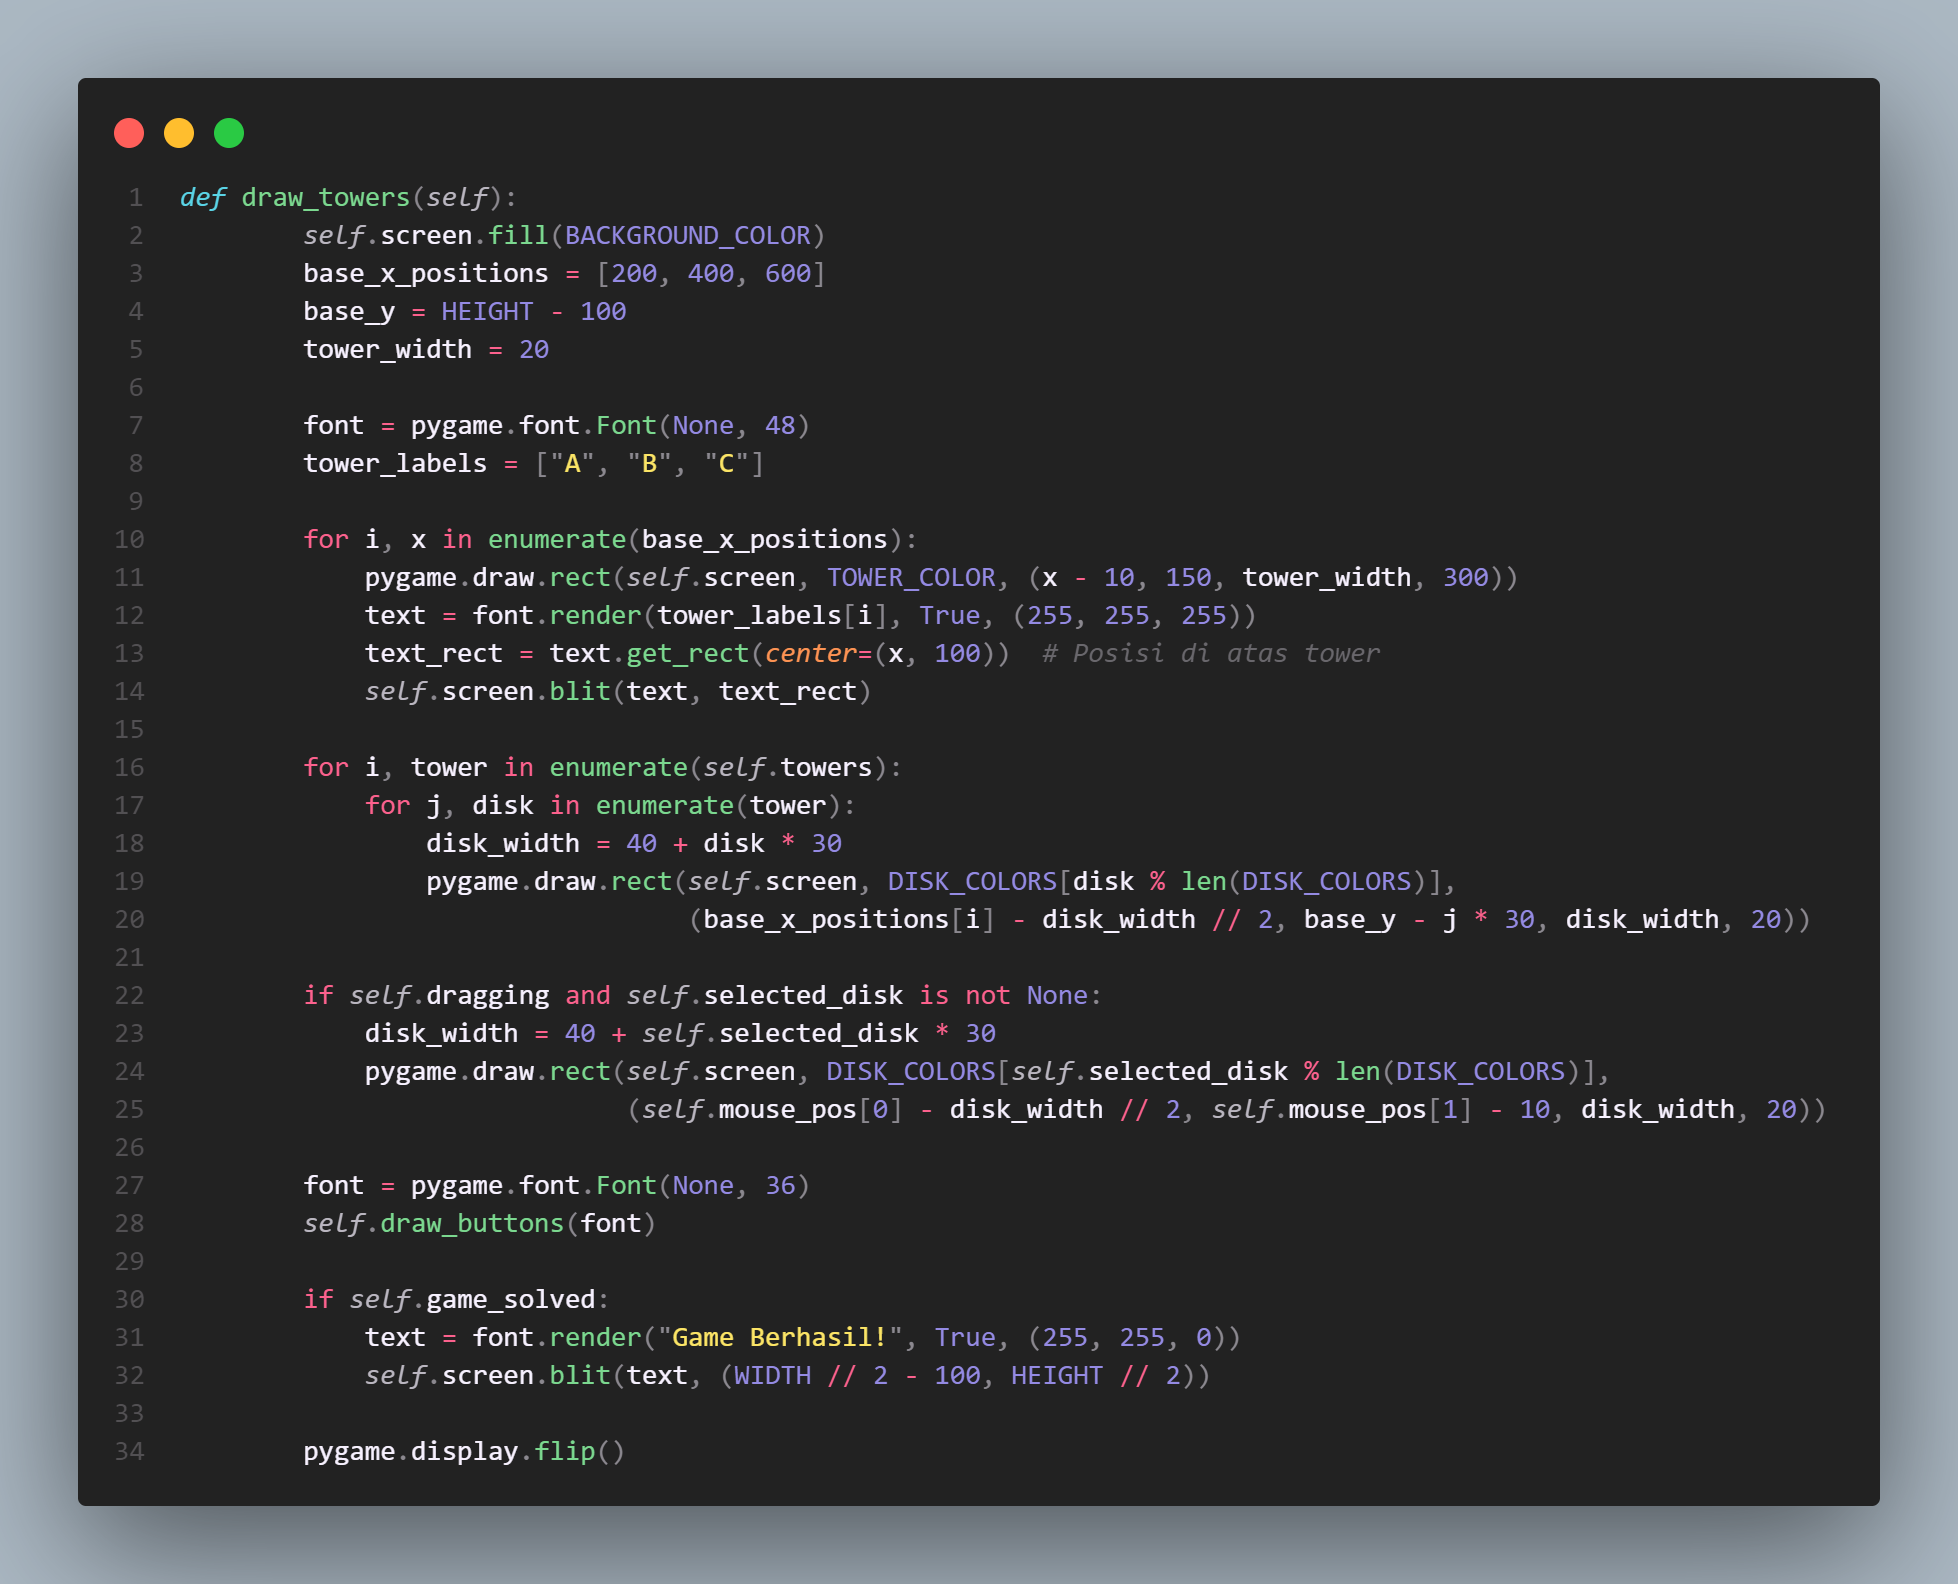 1 def draw_towers(self):
2         self.screen.fill(BACKGROUND_COLOR)
3         base_x_positions = [200, 400, 600]
4         base_y = HEIGHT - 100
5         tower_width = 20
6
7         font = pygame.font.Font(None, 48)
8         tower_labels = ["A", "B", "C"]
9
10         for i, x in enumerate(base_x_positions):
11             pygame.draw.rect(self.screen, TOWER_COLOR, (x - 10, 150, tower_width, 300))
12             text = font.render(tower_labels[i], True, (255, 255, 255))
13             text_rect = text.get_rect(center=(x, 100))  # Posisi di atas tower
14             self.screen.blit(text, text_rect)
15
16         for i, tower in enumerate(self.towers):
17             for j, disk in enumerate(tower):
18                 disk_width = 40 + disk * 30
19                 pygame.draw.rect(self.screen, DISK_COLORS[disk % len(DISK_COLORS)],
20                                  (base_x_positions[i] - disk_width // 2, base_y - j * 30, disk_width, 20))
21
22         if self.dragging and self.selected_disk is not None:
23             disk_width = 40 + self.selected_disk * 30
24             pygame.draw.rect(self.screen, DISK_COLORS[self.selected_disk % len(DISK_COLORS)],
25                              (self.mouse_pos[0] - disk_width // 2, self.mouse_pos[1] - 10, disk_width, 20))
26
27         font = pygame.font.Font(None, 36)
28         self.draw_buttons(font)
29
30         if self.game_solved:
31             text = font.render("Game Berhasil!", True, (255, 255, 0))
32             self.screen.blit(text, (WIDTH // 2 - 100, HEIGHT // 2))
33
34         pygame.display.flip()